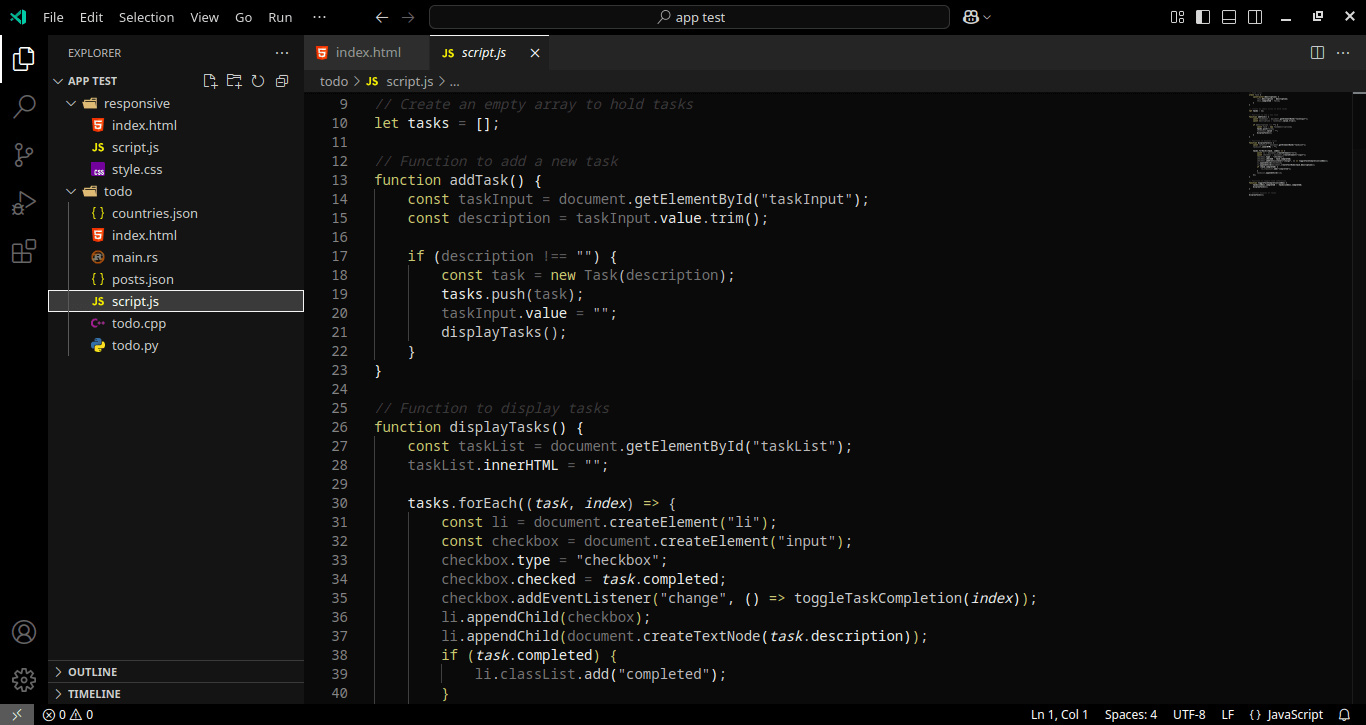 File Edit Selection View Go Run ···
app test
EXPLORER
APP TEST
responsive
index.html
script.js
style.css
todo
countries.json
index.html
main.rs
posts.json
script.js
todo.cpp
todo.py
OUTLINE
TIMELINE
index.html
JS script.js
todo > JS script.js > ...
9 // Create an empty array to hold tasks
10 let tasks = [];
11
12 // Function to add a new task
13 function addTask() {
14 const taskInput = document.getElementById("taskInput");
15 const description = taskInput.value.trim();
16
17 if (description !== "") {
18 const task = new Task(description);
19 tasks.push(task);
20 taskInput.value = "";
21 displayTasks();
22 }
23 }
24
25 // Function to display tasks
26 function displayTasks() {
27 const taskList = document.getElementById("taskList");
28 taskList.innerHTML = "";
29
30 tasks.forEach((task, index) => {
31 const li = document.createElement("li");
32 const checkbox = document.createElement("input");
33 checkbox.type = "checkbox";
34 checkbox.checked = task.completed;
35 checkbox.addEventListener("change", () => toggleTaskCompletion(index));
36 li.appendChild(checkbox);
37 li.appendChild(document.createTextNode(task.description));
38 if (task.completed) {
39 li.classList.add("completed");
40 }
0 0
Ln 1, Col 1 Spaces: 4 UTF-8 LF {} JavaScript